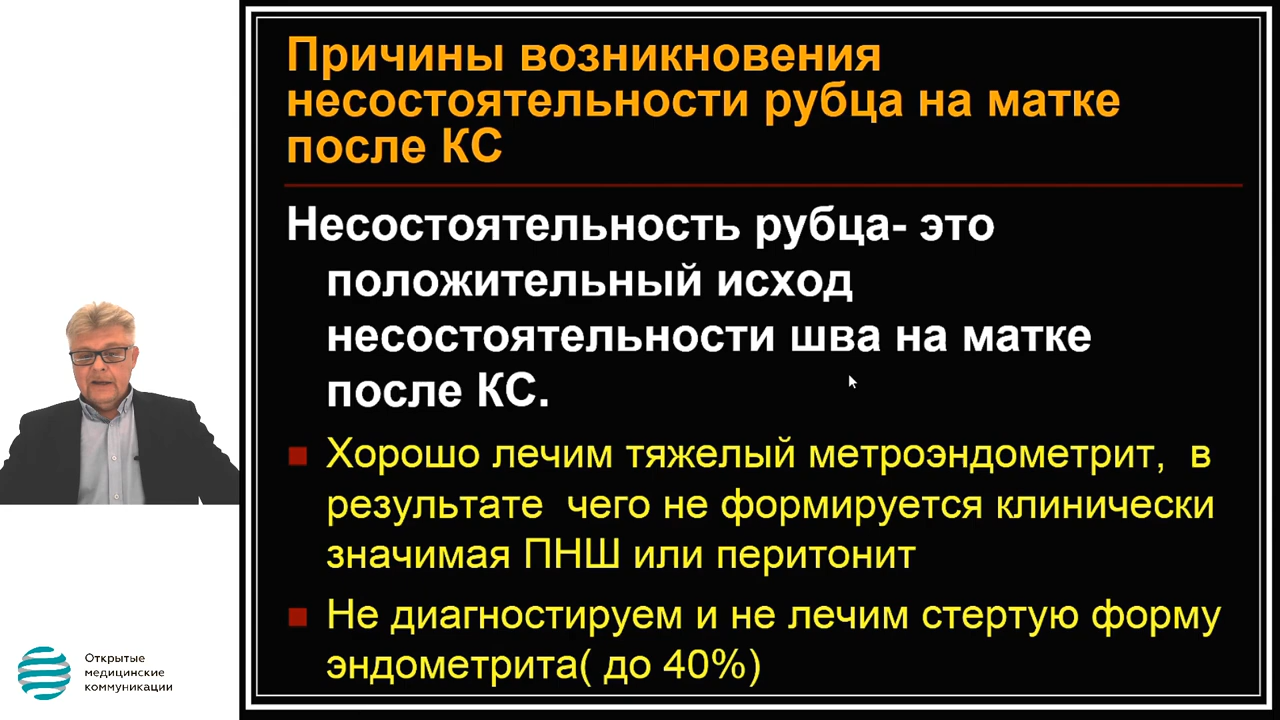 Причины возникновения
несостоятельности рубца на матке
после КС
Несостоятельность рубца- это
положительный исход
несостоятельности шва на матке
после КС.
Хорошо лечим тяжелый метроэндометрит, в
результате чего не формируется клинически
значимая ПНШ или перитонит
Не диагностируем и не лечим стертую форму
эндометрита( до 40%)
Открытые
медицинские
коммуникации